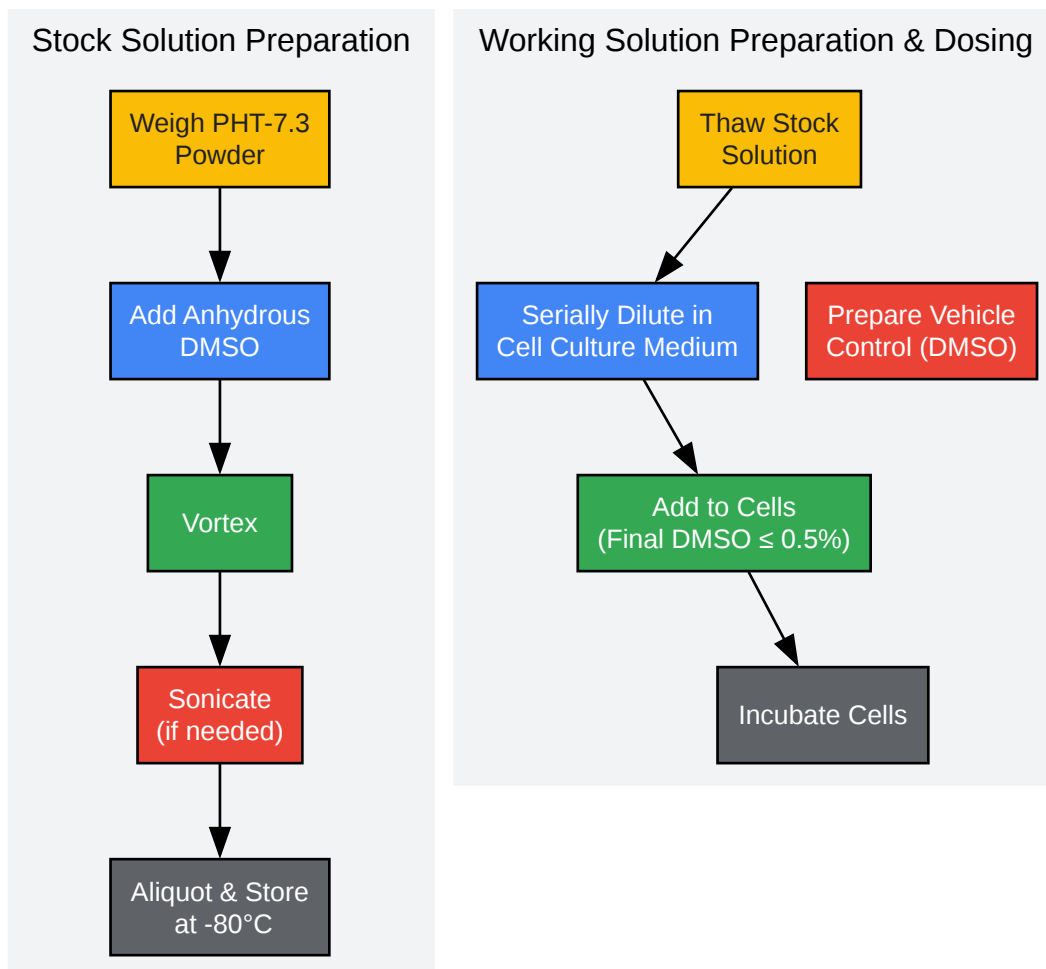 Stock Solution Preparation
Weigh PHT-7.3
Powder
Add Anhydrous
DMSO
Vortex
Sonicate
(if needed)
Aliquot & Store
at -80°C
Working Solution Preparation & Dosing
Thaw Stock
Solution
Serially Dilute in
Cell Culture Medium
Prepare Vehicle
Control (DMSO)
Add to Cells
(Final DMSO ≤ 0.5%)
Incubate Cells